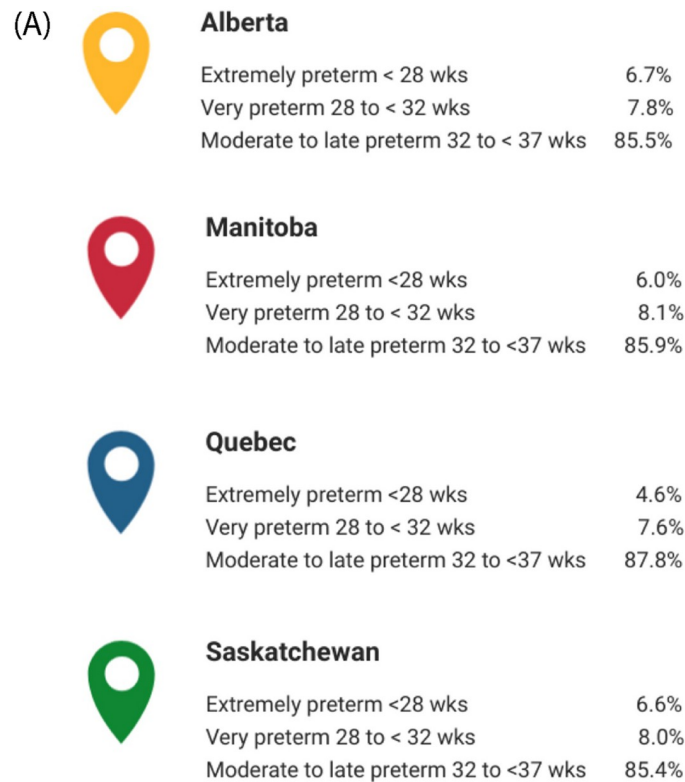 (A)
Alberta
Extremely preterm < 28 wks 6.7%
Very preterm 28 to < 32 wks 7.8%
Moderate to late preterm 32 to < 37 wks 85.5%
Manitoba
Extremely preterm <28 wks 6.0%
Very preterm 28 to < 32 wks 8.1%
Moderate to late preterm 32 to <37 wks 85.9%
Quebec
Extremely preterm <28 wks 4.6%
Very preterm 28 to < 32 wks 7.6%
Moderate to late preterm 32 to <37 wks 87.8%
Saskatchewan
Extremely preterm <28 wks 6.6%
Very preterm 28 to < 32 wks 8.0%
Moderate to late preterm 32 to <37 wks 85.4%